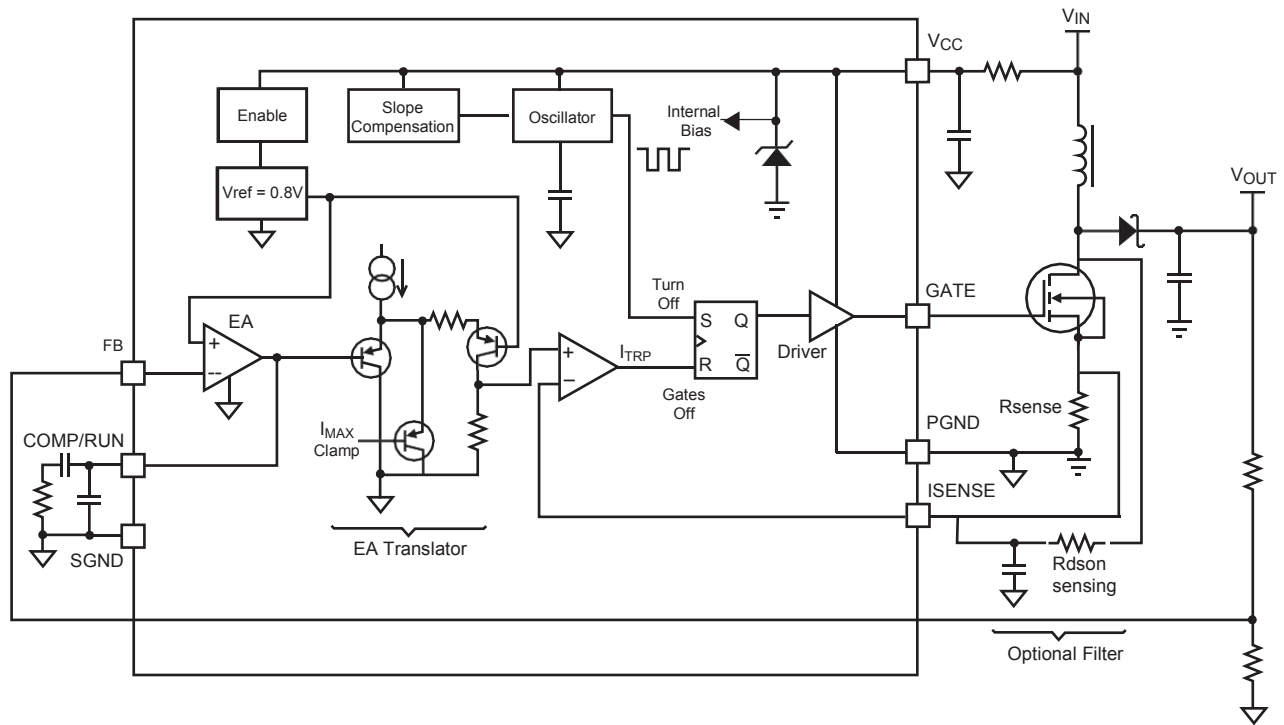 VIN
VCC
Enable
Slope
Compensation
Oscillator
Internal
Bias
Vref = 0.8V
VOUT
Turn
Off
GATE
EA
+
--
FB
S Q
R Q̅
ITRP
+
−
Driver
Gates
Off
Rsense
IMAX
Clamp
PGND
COMP/RUN
ISENSE
SGND
EA Translator
Rdson
sensing
Optional Filter